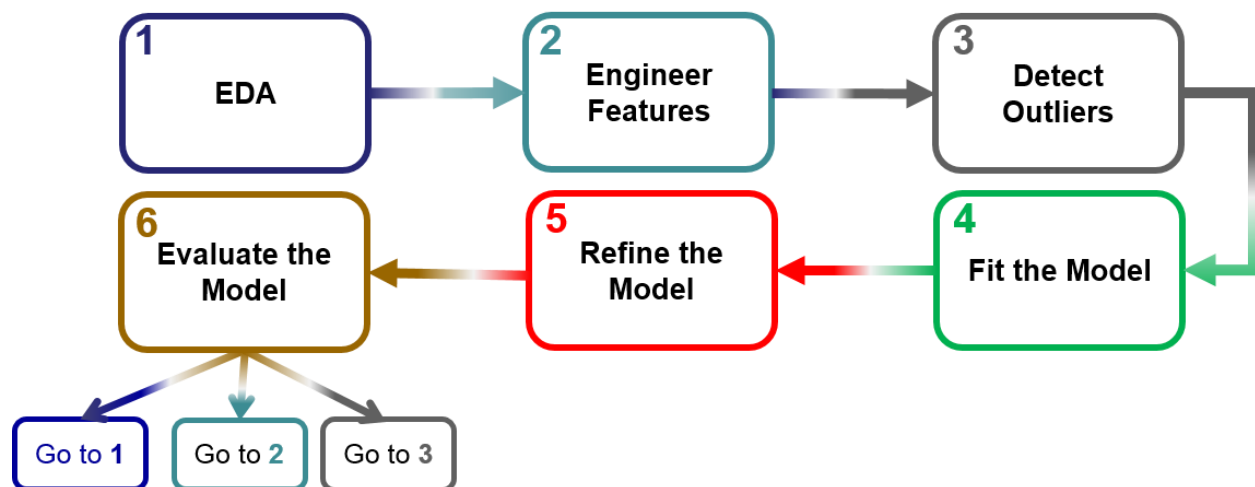 1
EDA
2
Engineer
Features
3
Detect
Outliers
4
Fit the Model
5
Refine the
Model
6
Evaluate the
Model
Go to 1
Go to 2
Go to 3